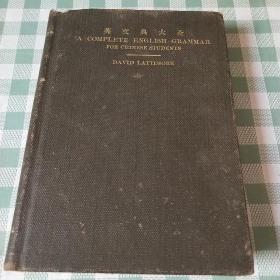 英文典大全
A COMPLETE ENGLISH GRAMMAR
FOR CHINESE STUDENTS
DAVID LATTIMORE